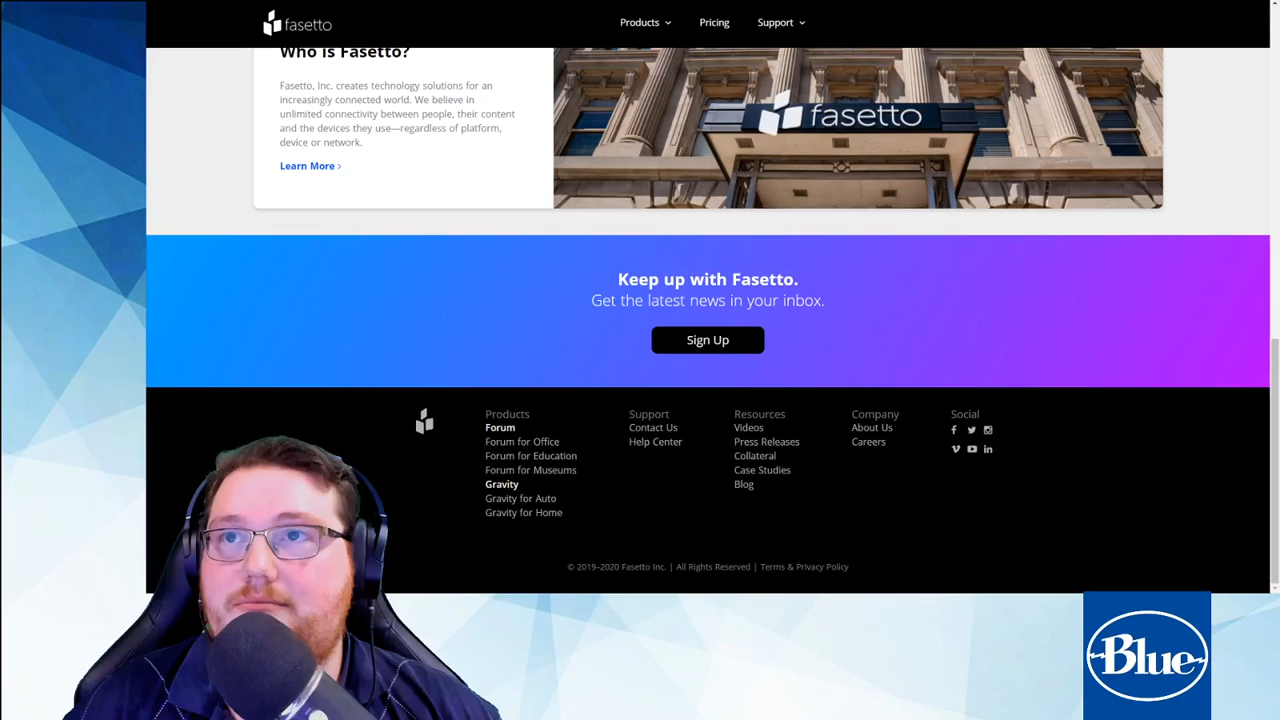 fasetto
Products
Pricing
Support
Who is Fasetto?
Fasetto, Inc. creates technology solutions for an
increasingly connected world. We believe in
unlimited connectivity between people, their content
and the devices they use—regardless of platform,
device or network.
Learn More
fasetto
Keep up with Fasetto.
Get the latest news in your inbox.
Sign Up
Products
Forum
Forum for Office
Forum for Education
Forum for Museums
Gravity
Gravity for Auto
Gravity for Home
Support
Contact Us
Help Center
Resources
Videos
Press Releases
Collateral
Case Studies
Blog
Company
About Us
Careers
Social
© 2019–2020 Fasetto Inc. | All Rights Reserved | Terms & Privacy Policy
Blue